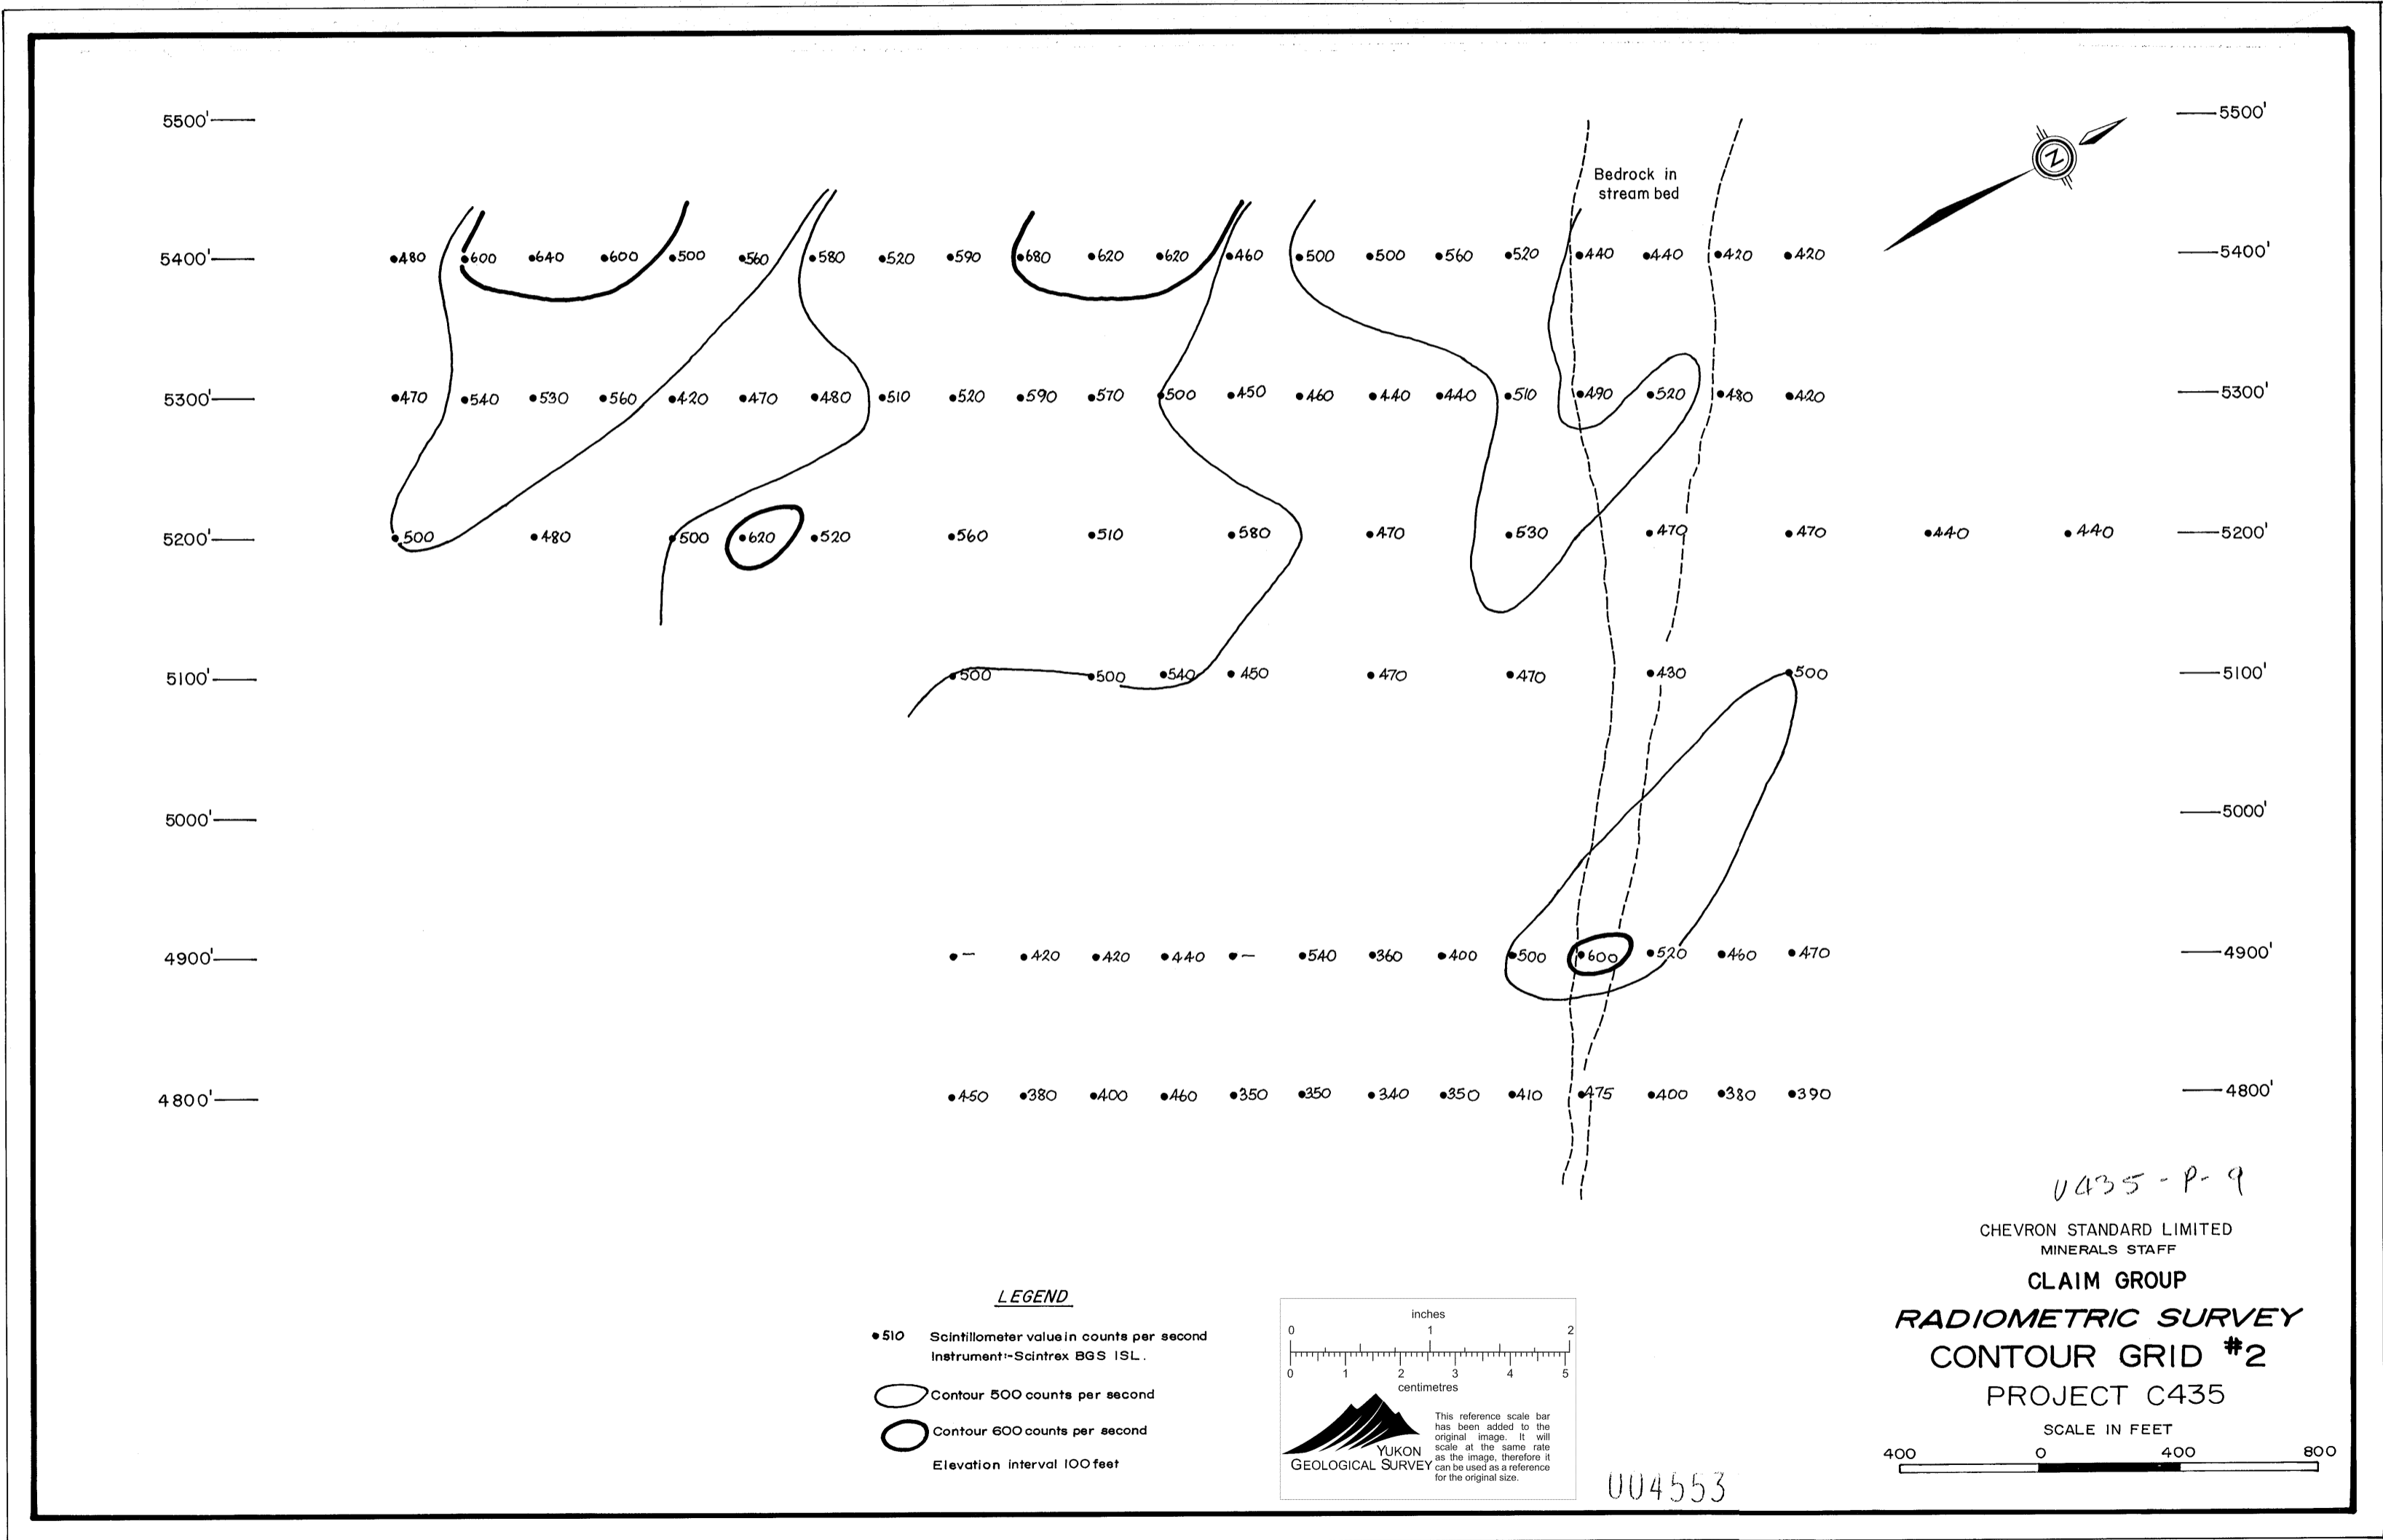 5500' 5500'
Bedrock in
stream bed
N
5400' 480 600 640 600 500 560 580 520 590 680 620 620 460 500 500 560 520 440 440 420 420 5400'
5300' 470 540 530 560 420 470 480 510 520 590 570 500 450 460 440 440 510 490 520 480 420 5300'
5200' 500 480 500 620 520 560 510 580 470 530 470 470 440 440 5200'
5100' 500 500 540 450 470 470 430 500 5100'
5000' 5000'
4900' - 420 420 440 - 540 360 400 500 600 520 460 470 4900'
4800' 450 380 400 460 350 350 340 350 410 475 400 380 390 4800'
U435-P-9
CHEVRON STANDARD LIMITED
MINERALS STAFF
CLAIM GROUP
RADIOMETRIC SURVEY
CONTOUR GRID #2
PROJECT C435
SCALE IN FEET
400 0 400 800
LEGEND
510 Scintillometer value in counts per second
Instrument:-Scintrex BGS ISL.
Contour 500 counts per second
Contour 600 counts per second
Elevation interval 100 feet
inches
0 1 2
0 1 2 3 4 5
centimetres
YUKON
GEOLOGICAL SURVEY
This reference scale bar
has been added to the
original image. It will
scale at the same rate
as the image, therefore it
can be used as a reference
for the original size.
UU4553